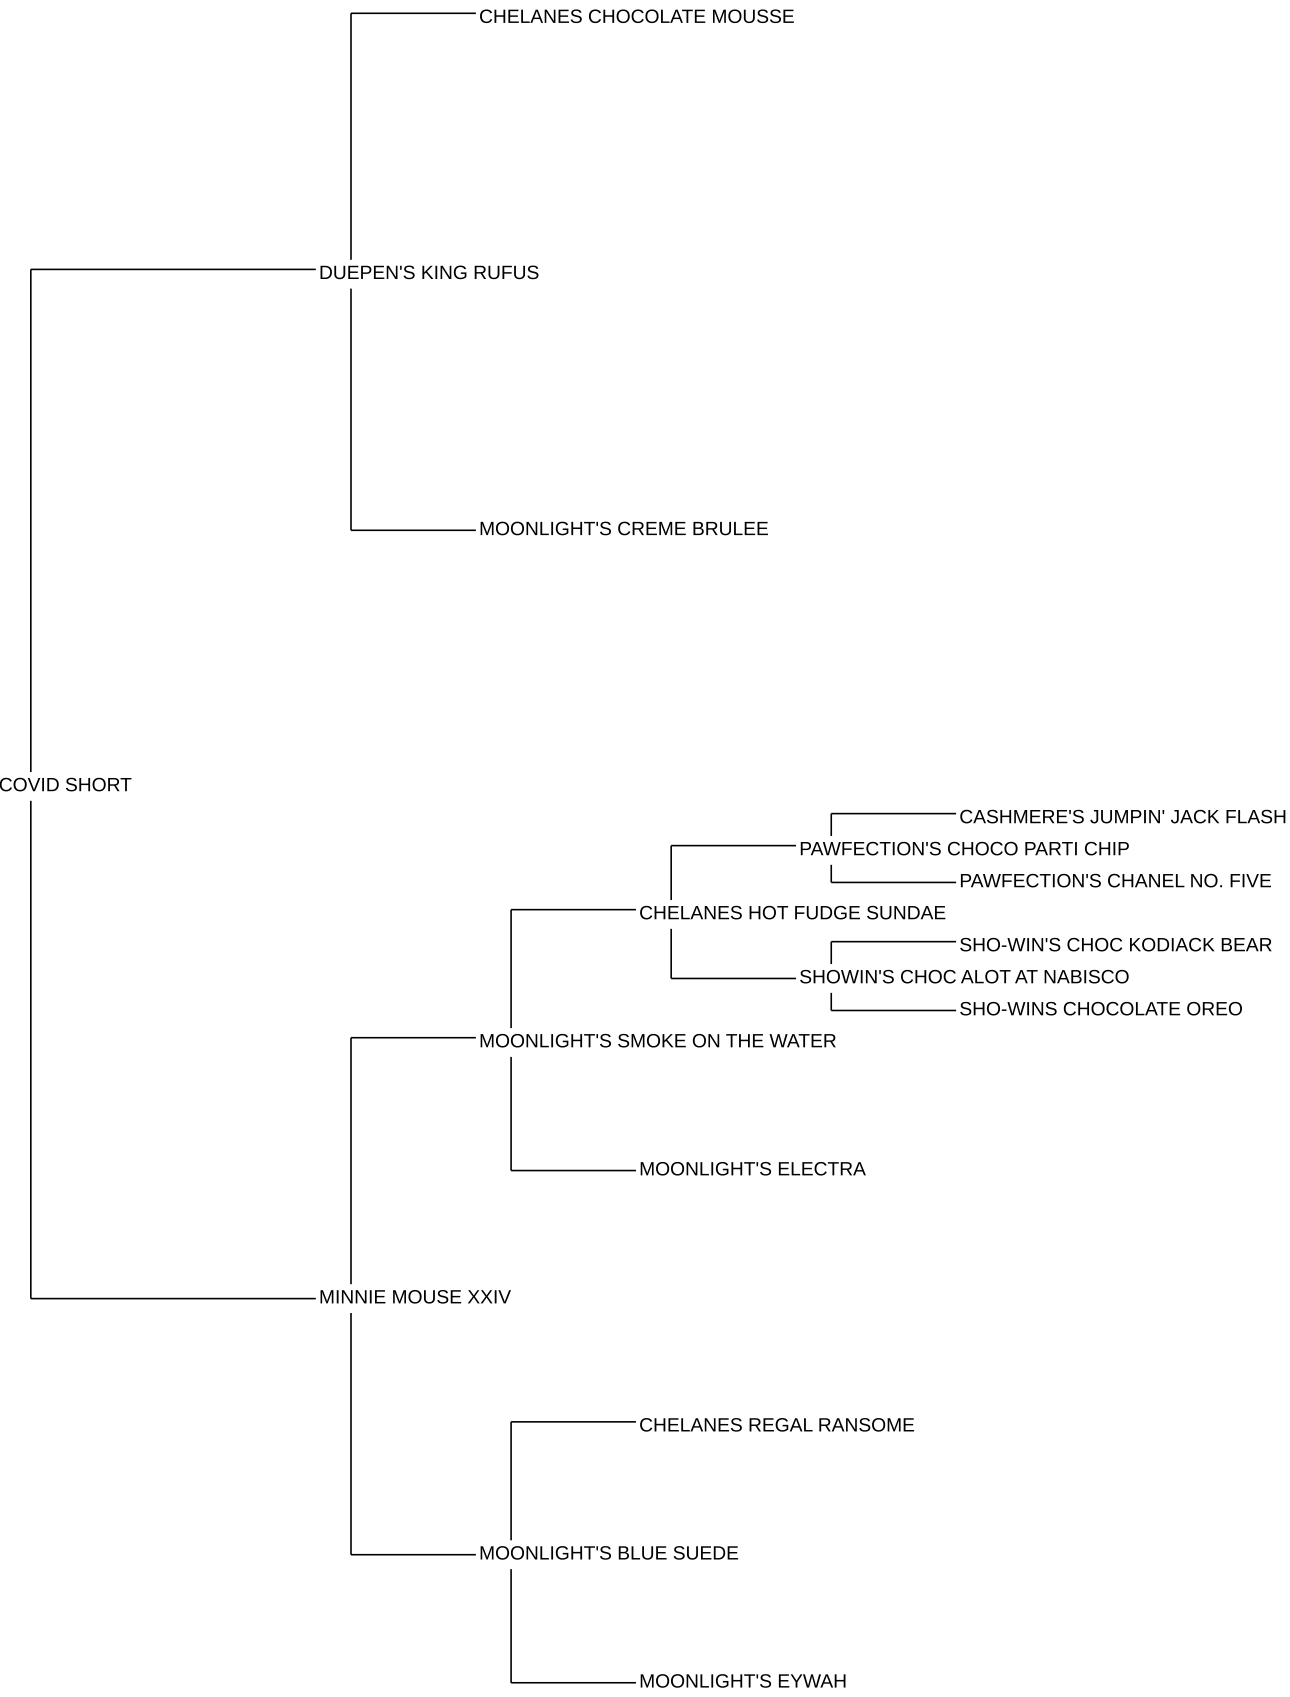 CHELANES CHOCOLATE MOUSSE
DUEPEN'S KING RUFUS
MOONLIGHT'S CREME BRULEE
COVID SHORT
CASHMERE'S JUMPIN' JACK FLASH
PAWFECTION'S CHOCO PARTI CHIP
PAWFECTION'S CHANEL NO. FIVE
CHELANES HOT FUDGE SUNDAE
SHO-WIN'S CHOC KODIACK BEAR
SHOWIN'S CHOC ALOT AT NABISCO
SHO-WINS CHOCOLATE OREO
MOONLIGHT'S SMOKE ON THE WATER
MOONLIGHT'S ELECTRA
MINNIE MOUSE XXIV
CHELANES REGAL RANSOME
MOONLIGHT'S BLUE SUEDE
MOONLIGHT'S EYWAH